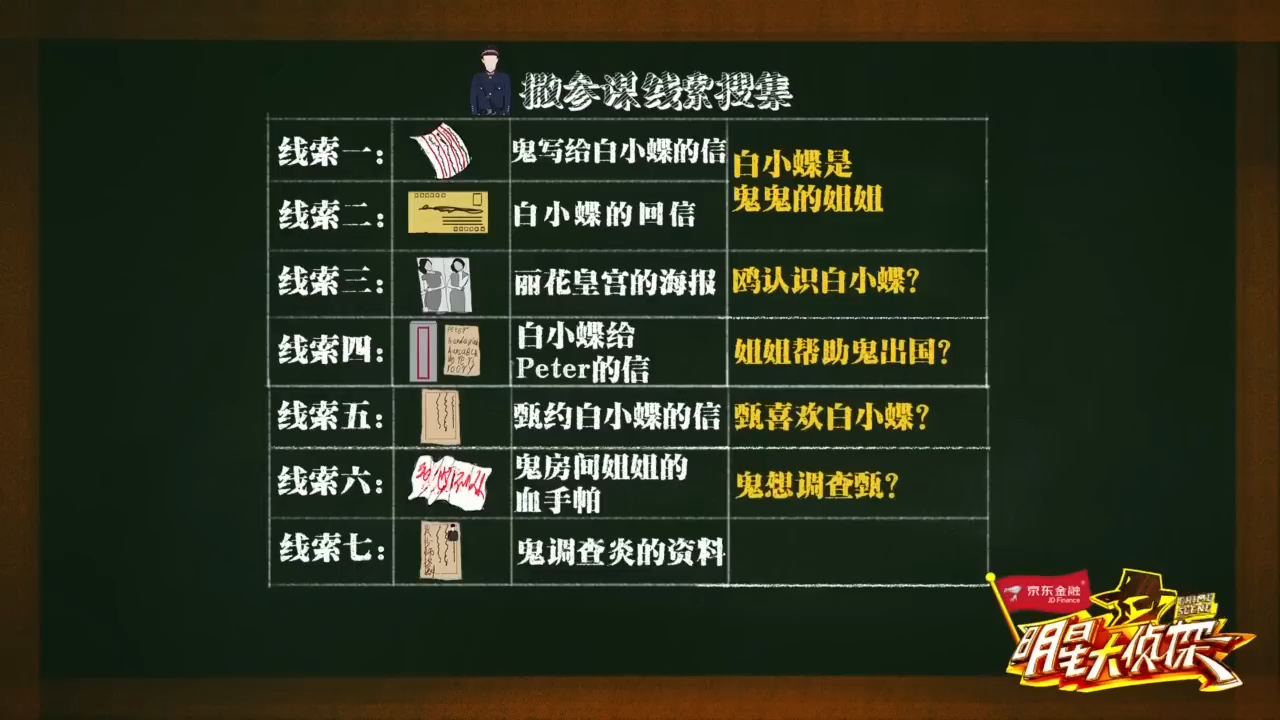 撒参谋线索搜集
线索一：
鬼写给白小蝶的信
白小蝶是
鬼鬼的姐姐
线索二：
白小蝶的回信
线索三：
丽花皇宫的海报
鸥认识白小蝶？
线索四：
白小蝶给
Peter的信
姐姐帮助鬼出国？
线索五：
甄约白小蝶的信
甄喜欢白小蝶？
线索六：
鬼房间姐姐的
血手帕
鬼想调查甄？
线索七：
鬼调查炎的资料
京东金融
JD Finance
CRIME
SCENE
明星大侦探